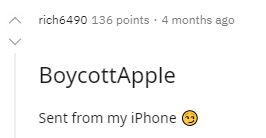 rich6490 136 points · 4 months ago
BoycottApple
Sent from my iPhone 😏